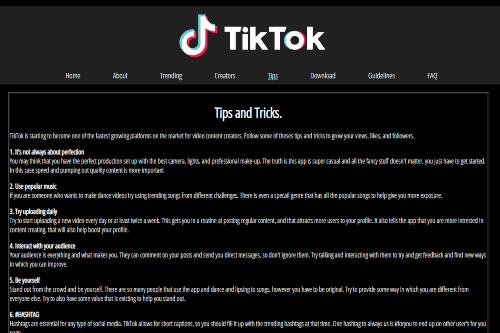 TikTok
Home About Trending Creators Tips Download Guidelines FAQ
Tips and Tricks.
TikTok is starting to become one of the fastest growing platforms on the market for video content creators. Follow some of theses tips and tricks to grow your views, likes, and followers.
1. It's not always about perfection
You may think that you have the perfect production set up with the best camera, lights, and professional make-up. The truth is this app is super casual and all the fancy stuff doesn't matter, you just have to get started.
In this case speed and pumping out quality content is more important
2. Use popular music
If you are someone who wants to make dance videos try using trending songs from different challenges. There is even a specail genre that has all the popular songs to help give you more exposure.
3. Try uploading daily
Try to start uploading a new video every day or at least twice a week. This gets you in a routine at posting regular content, and that attracts more users to your profile. It also tells the app that you are more intrested in
content creating, that will also help boost your profile.
4. Interact with your audience
Your audience is everything and what makes you. They can comment on your posts and send you direct messages, so don't ignore them. Try talking and interacting with them to try and get feedback and find new ways
in which you can improve.
5. Be yourself
Stand out from the crowd and be yourself. There are so many people that use the app and dance and lipsing to songs, however you have to be original. Try to provide some way in which you are different from
everyone else. Try to also have some value that is exicting to help you stand out.
6. #HASHTAG
Hashtags are essential for any type of social media. TikTok allows for short captions, so you should fill it up with the trending hashtags at that time. One hashtag to always us is #foryou to end up on other user's for you